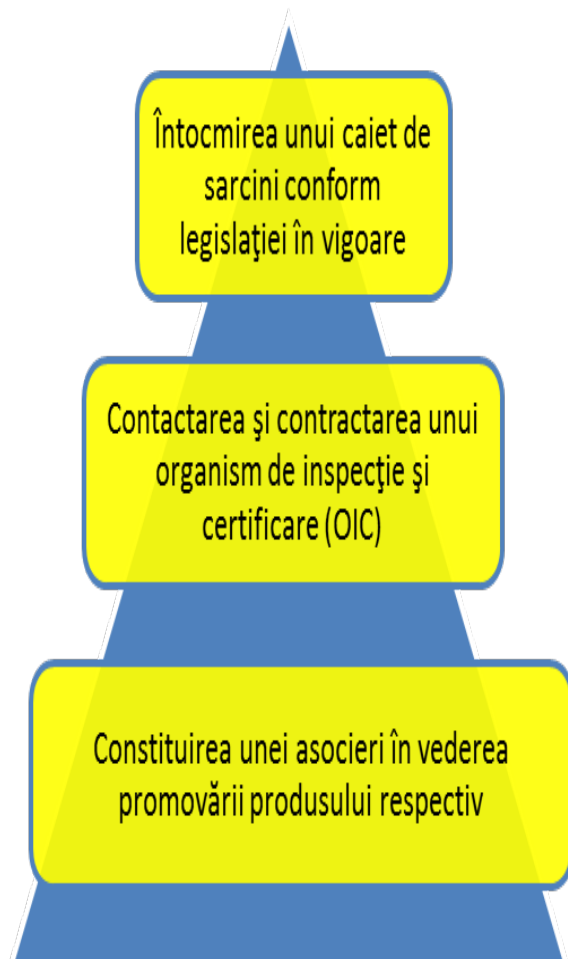 Întocmirea unui caiet de
sarcini conform
legislaţiei în vigoare
Contactarea şi contractarea unui
organism de inspecţie şi
certificare (OIC)
Constituirea unei asocieri în vederea
promovării produsului respectiv